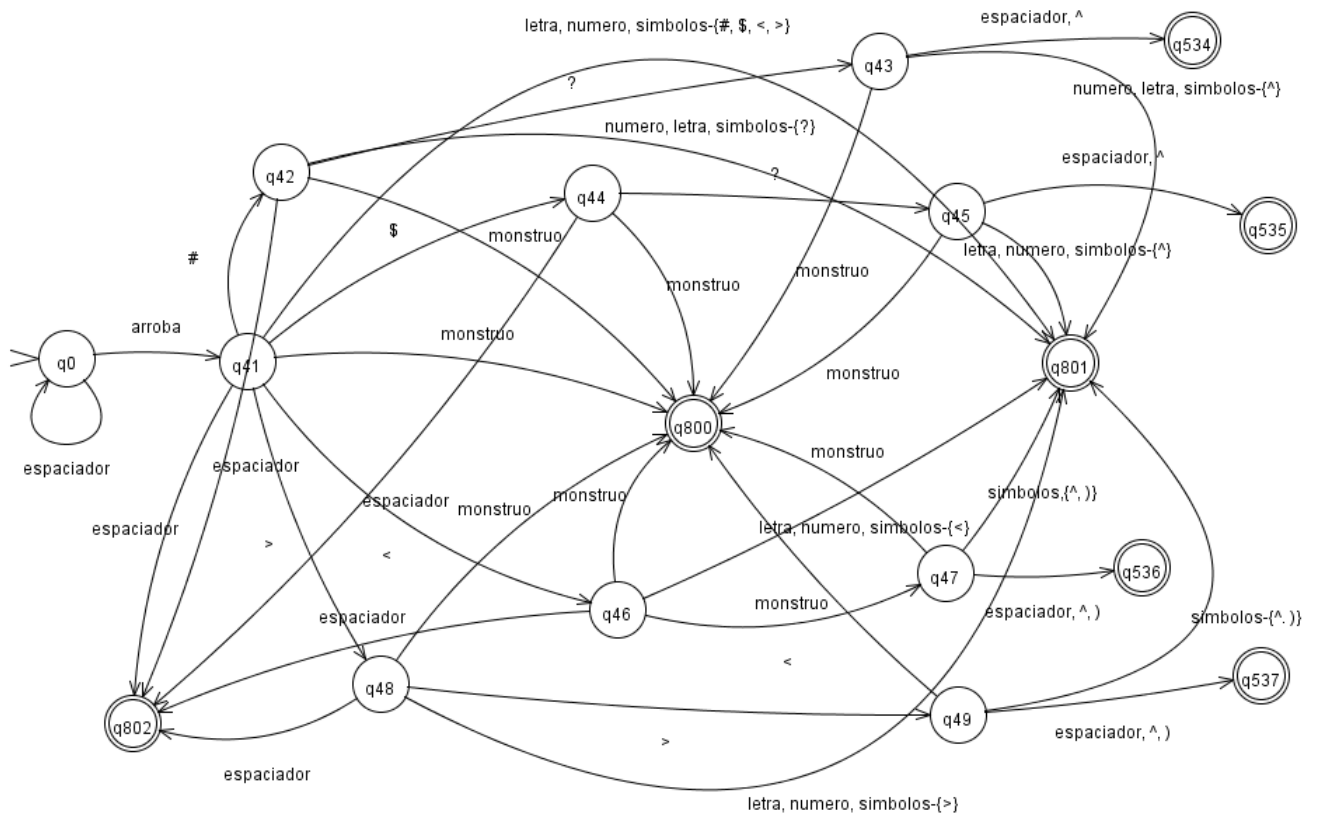 espaciador, ^
letra, numero, simbolos-{#, $, <, >}
q534
q43
?
numero, letra, simbolos-{^}
numero, letra, simbolos-{?}
espaciador, ^
?
q42
q44
q45
q535
$
monstruo
#
letra, numero, simbolos-{^}
monstruo
monstruo
arroba
monstruo
q0
q41
q801
monstruo
q800
monstruo
espaciador
espaciador
simbolos,{^, )}
monstruo
espaciador
monstruo
espaciador
letra, numero, simbolos-{<}
>
<
q47
q536
monstruo
q46
espaciador, ^, )
espaciador
simbolos-{^. )}
<
q48
q537
q49
q802
espaciador, ^, )
>
espaciador
letra, numero, simbolos-{>}